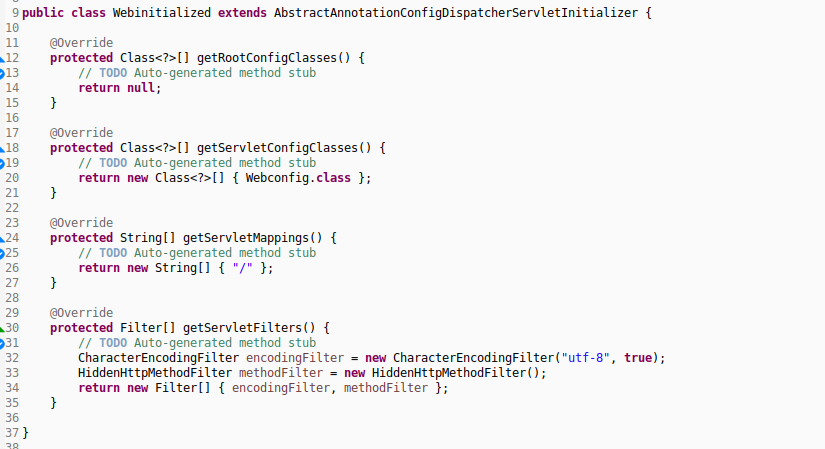 9 public class Webinitialized extends AbstractAnnotationConfigDispatcherServletInitializer {
10
11     @Override
12     protected Class<?>[] getRootConfigClasses() {
13         // TODO Auto-generated method stub
14         return null;
15     }
16
17     @Override
18     protected Class<?>[] getServletConfigClasses() {
19         // TODO Auto-generated method stub
20         return new Class<?>[] { Webconfig.class };
21     }
22
23     @Override
24     protected String[] getServletMappings() {
25         // TODO Auto-generated method stub
26         return new String[] { "/" };
27     }
28
29     @Override
30     protected Filter[] getServletFilters() {
31         // TODO Auto-generated method stub
32         CharacterEncodingFilter encodingFilter = new CharacterEncodingFilter("utf-8", true);
33         HiddenHttpMethodFilter methodFilter = new HiddenHttpMethodFilter();
34         return new Filter[] { encodingFilter, methodFilter };
35     }
36
37 }
38